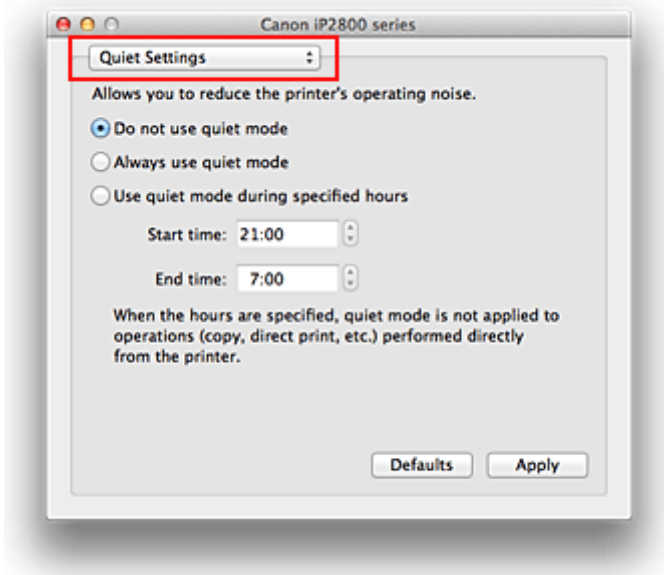 Canon iP2800 series
Quiet Settings
Allows you to reduce the printer's operating noise.
Do not use quiet mode
Always use quiet mode
Use quiet mode during specified hours
Start time: 21:00
End time: 7:00
When the hours are specified, quiet mode is not applied to
operations (copy, direct print, etc.) performed directly
from the printer.
Defaults Apply